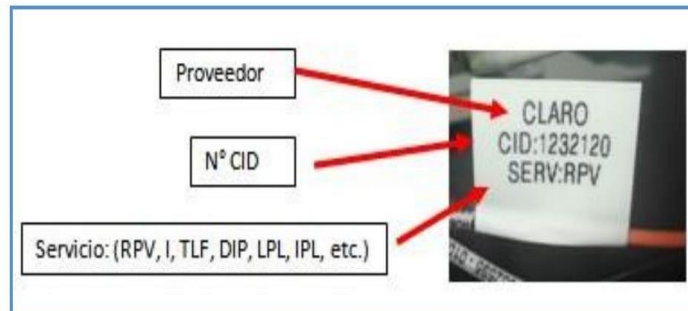 Proveedor
CLARO
CID:1232120
SERV:RPV
N° CID
Servicio: (RPV, I, TLF, DIP, LPL, IPL, etc.)